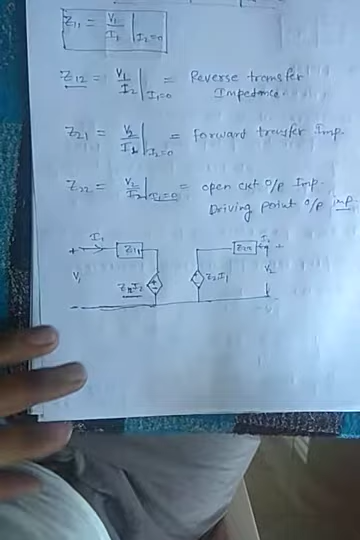 Z11 = V1/I1 | I2=0
Z12 = V1/I2 | I1=0 = Reverse transfer
Impedance.
Z21 = V2/I1 | I2=0 = forward transfer Imp.
Z22 = V2/I2 | I1=0 = open ckt O/p Imp.
Driving point o/p imp.
+ I1 Z11 Z22 I2 +
V1 Z12I2 Z21I1 V2